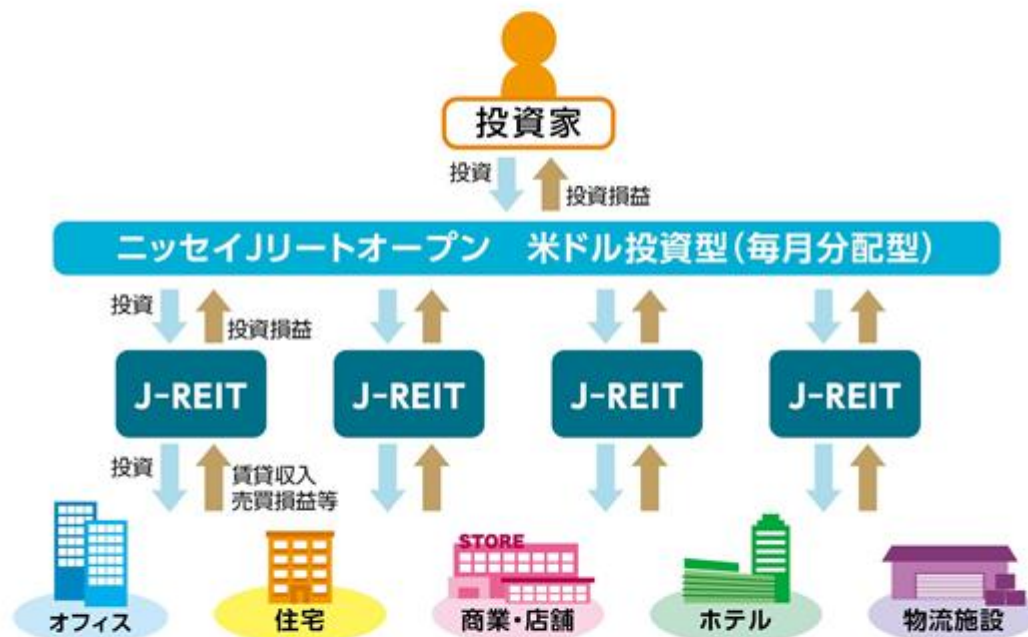 投資家
投資
投資損益
ニッセイJリートオープン 米ドル投資型(毎月分配型)
投資
投資損益
J-REIT J-REIT J-REIT J-REIT
投資
賃貸収入
売買損益等
STORE
オフィス 住宅 商業・店舗 ホテル 物流施設